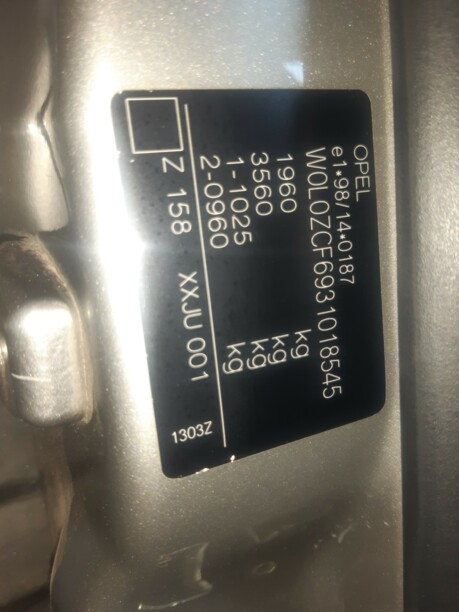 OPEL
e1*98/14*0187
W0L0ZCF6931018545
1960 kg
3560 kg
1-1025 kg
2-0960 kg
Z 158 XXJU 001
1303Z